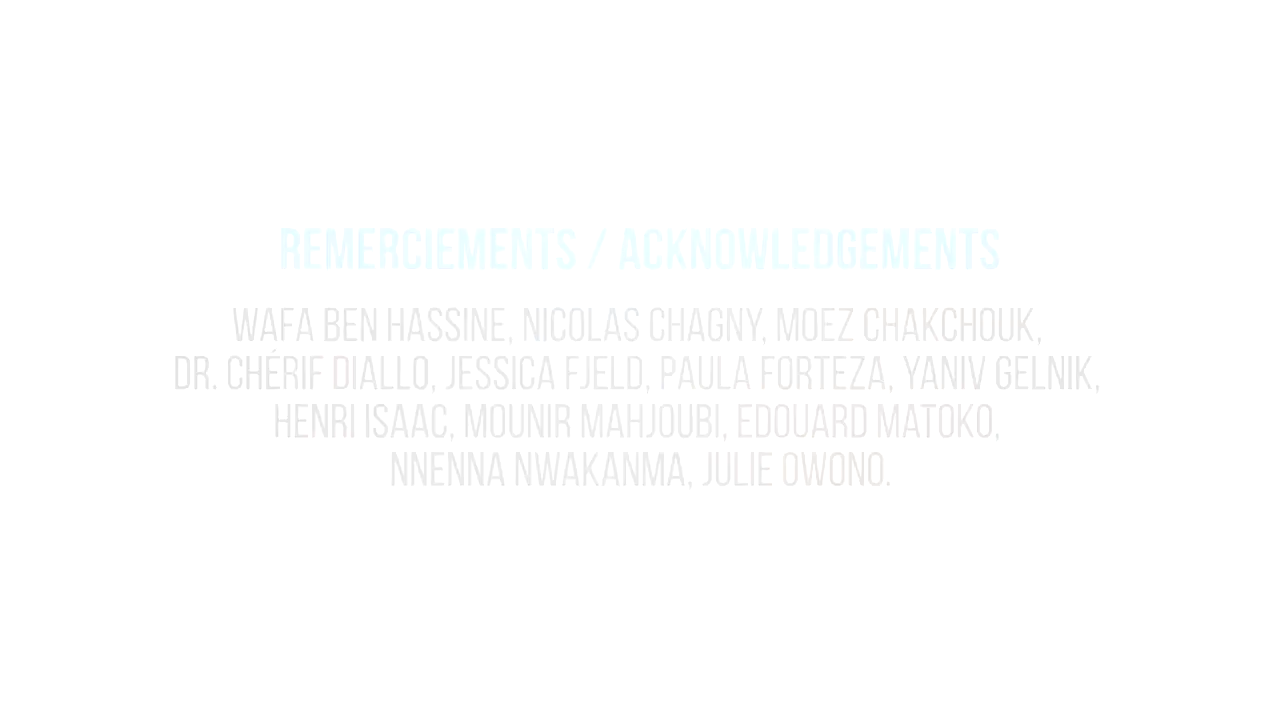 REMERCIEMENTS / ACKNOWLEDGEMENTS
WAFA BEN HASSINE, NICOLAS CHAGNY, MOEZ CHAKCHOUK,
DR. CHÉRIF DIALLO, JESSICA FJELD, PAULA FORTEZA, YANIV GELNIK,
HENRI ISAAC, MOUNIR MAHJOUBI, EDOUARD MATOKO,
NNENNA NWAKANMA, JULIE OWONO.